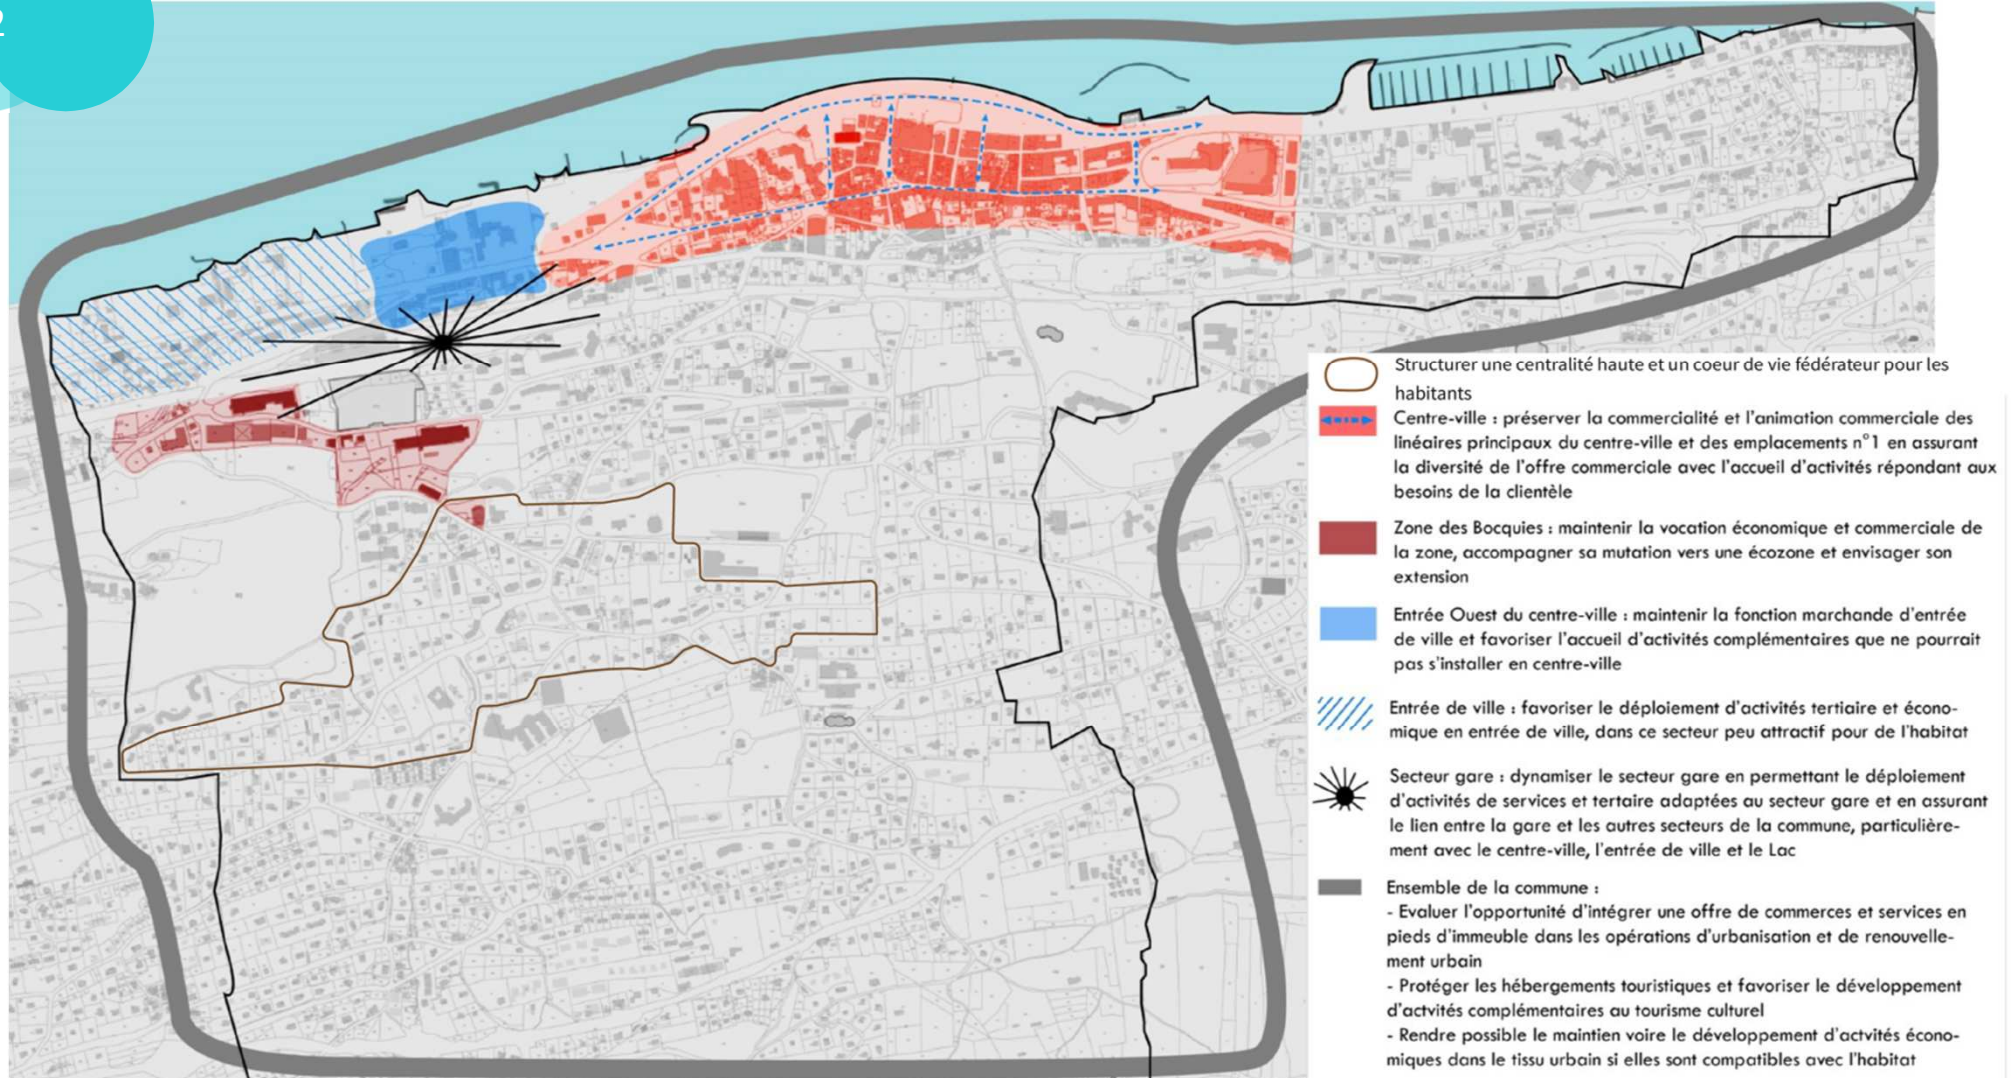 2
Structurer une centralité haute et un coeur de vie fédérateur pour les
habitants
Centre-ville : préserver la commercialité et l'animation commerciale des
linéaires principaux du centre-ville et des emplacements n°1 en assurant
la diversité de l'offre commerciale avec l'accueil d'activités répondant aux
besoins de la clientèle
Zone des Bocquies : maintenir la vocation économique et commerciale de
la zone, accompagner sa mutation vers une écozone et envisager son
extension
Entrée Ouest du centre-ville : maintenir la fonction marchande d'entrée
de ville et favoriser l'accueil d'activités complémentaires que ne pourrait
pas s'installer en centre-ville
Entrée de ville : favoriser le déploiement d'activités tertiaire et écono-
mique en entrée de ville, dans ce secteur peu attractif pour de l'habitat
Secteur gare : dynamiser le secteur gare en permettant le déploiement
d'activités de services et tertaire adaptées au secteur gare et en assurant
le lien entre la gare et les autres secteurs de la commune, particulière-
ment avec le centre-ville, l'entrée de ville et le Lac
Ensemble de la commune :
- Evaluer l'opportunité d'intégrer une offre de commerces et services en
pieds d'immeuble dans les opérations d'urbanisation et de renouvelle-
ment urbain
- Protéger les hébergements touristiques et favoriser le développement
d'actvités complémentaires au tourisme culturel
- Rendre possible le maintien voire le développement d'actvités écono-
miques dans le tissu urbain si elles sont compatibles avec l'habitat